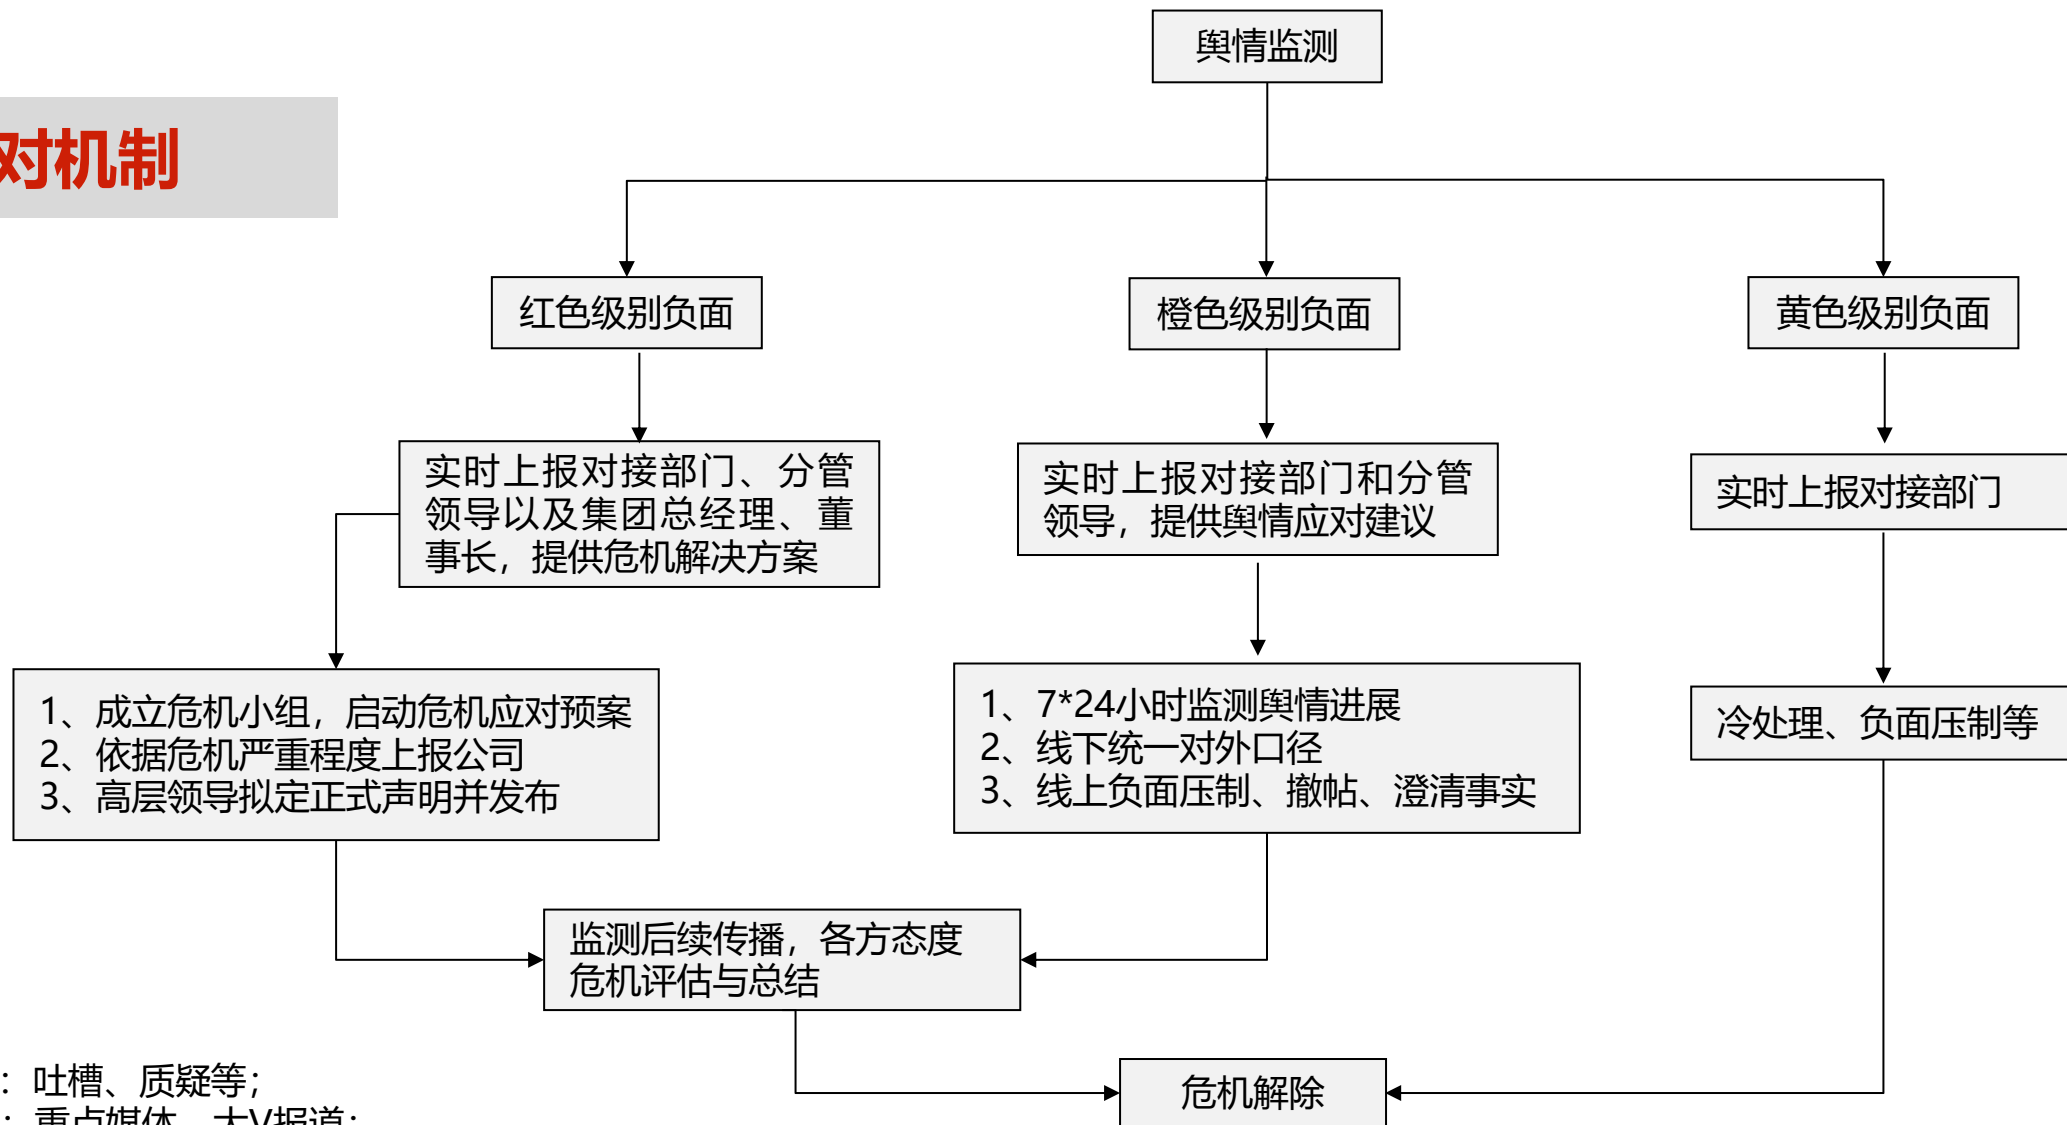 舆情监测
对机制
红色级别负面
橙色级别负面
黄色级别负面
实时上报对接部门、分管
领导以及集团总经理、董
事长，提供危机解决方案
实时上报对接部门和分管
领导，提供舆情应对建议
实时上报对接部门
1、成立危机小组，启动危机应对预案
2、依据危机严重程度上报公司
3、高层领导拟定正式声明并发布
1、7*24小时监测舆情进展
2、线下统一对外口径
3、线上负面压制、撤帖、澄清事实
冷处理、负面压制等
监测后续传播，各方态度
危机评估与总结
：吐槽、质疑等；
：重点媒体、大V报道；
危机解除